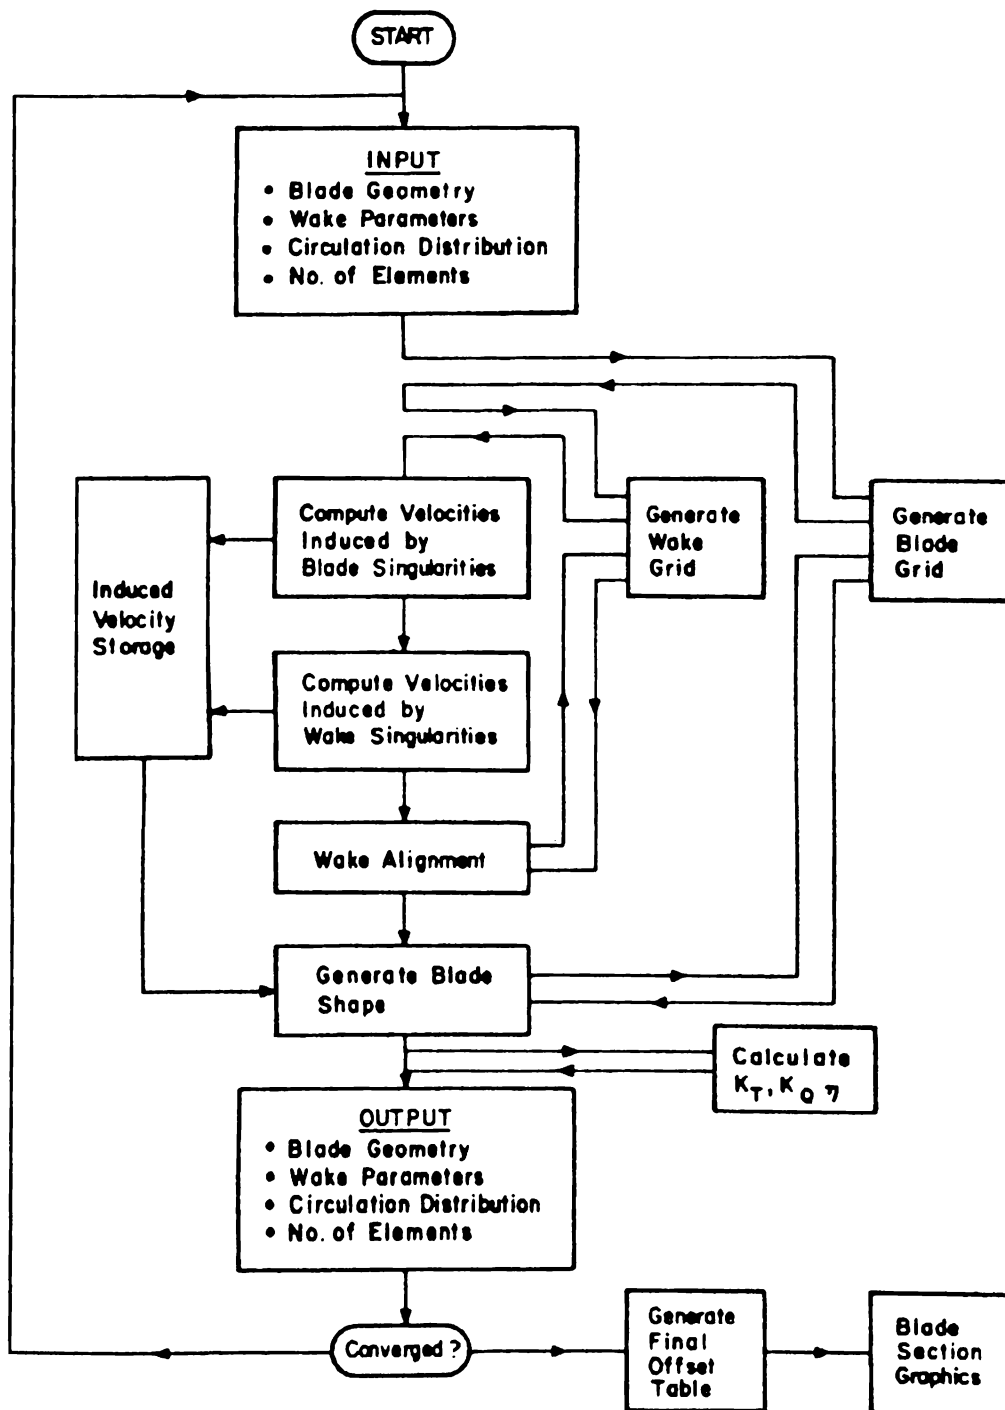 START
INPUT
• Blade Geometry
• Wake Parameters
• Circulation Distribution
• No. of Elements
Compute Velocities
Induced by
Blade Singularities
Generate
Wake
Grid
Generate
Blade
Grid
Induced
Velocity
Storage
Compute Velocities
Induced by
Wake Singularities
Wake Alignment
Generate Blade
Shape
Calculate
K_T, K_Q η
OUTPUT
• Blade Geometry
• Wake Parameters
• Circulation Distribution
• No. of Elements
Converged?
Generate
Final
Offset
Table
Blade
Section
Graphics